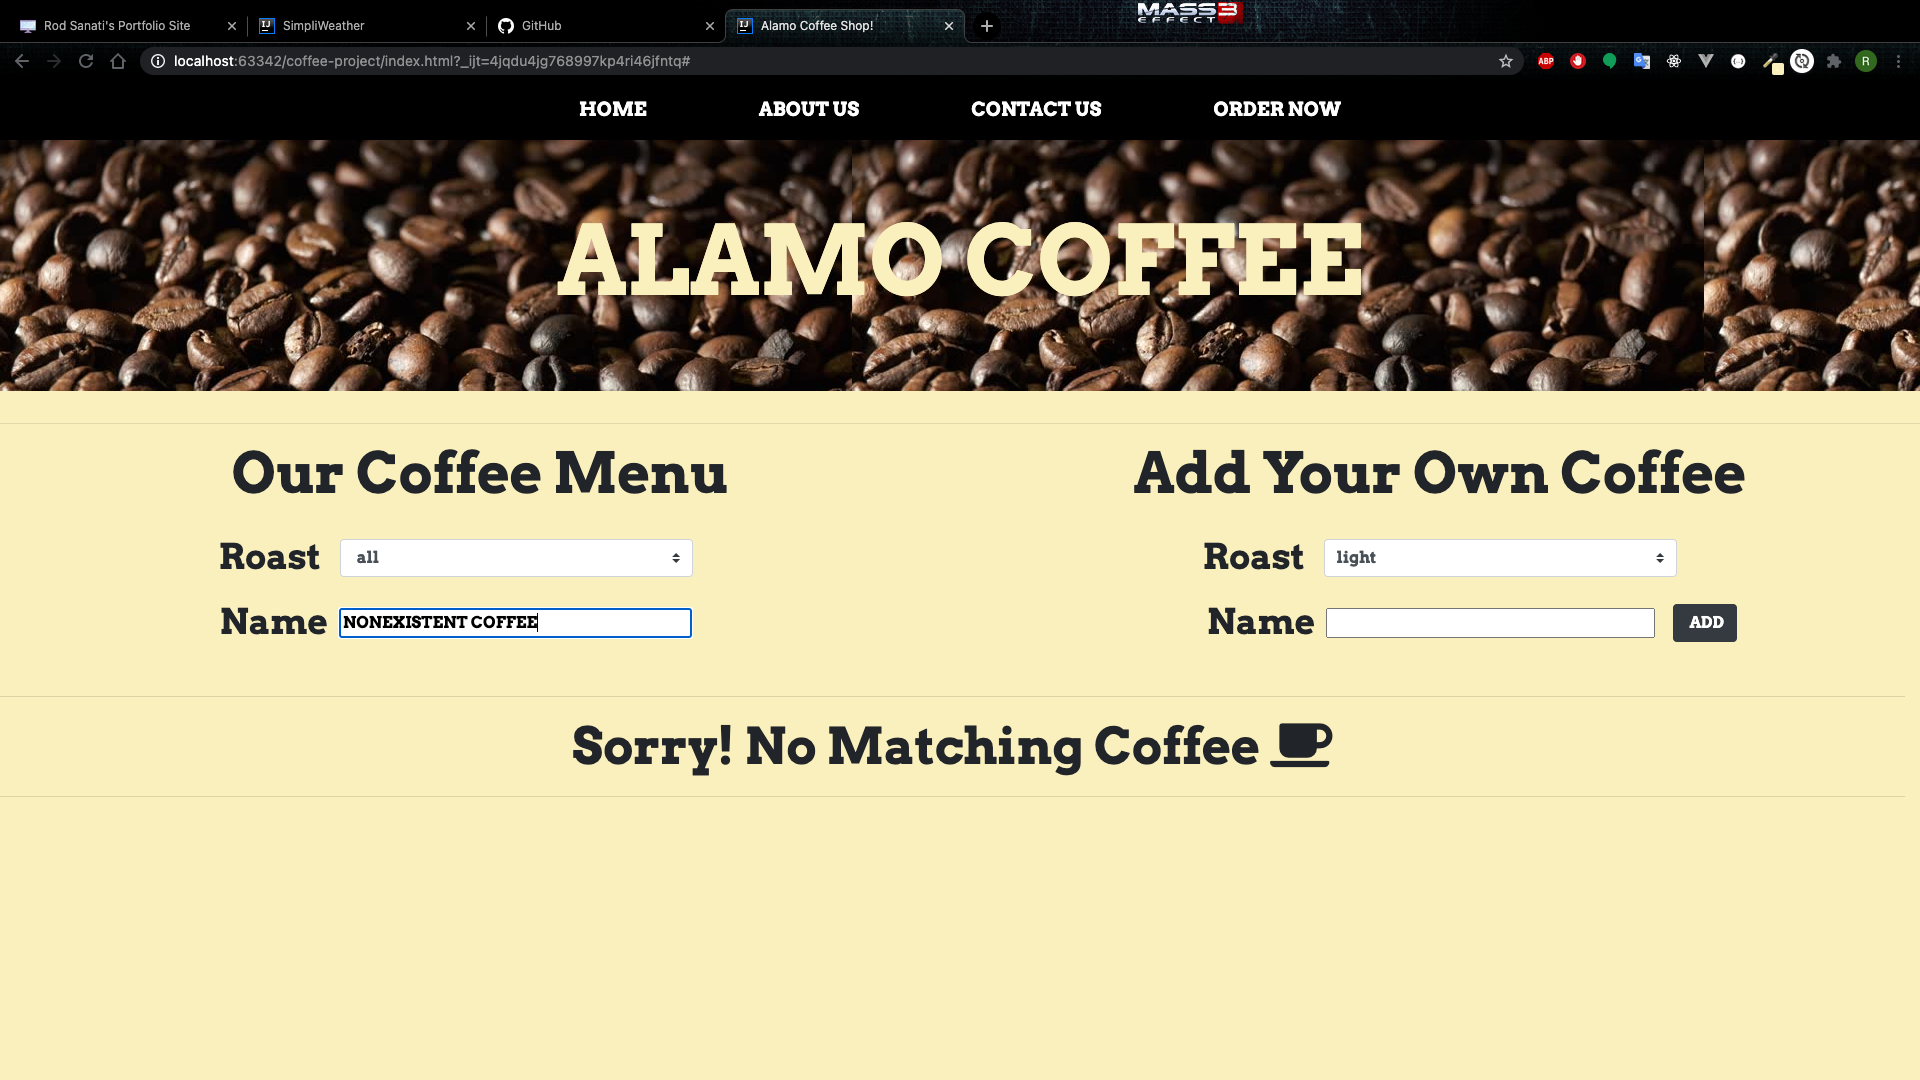 MASS 3
EFFECT
Rod Sanati's Portfolio Site
SimpliWeather
GitHub
Alamo Coffee Shop!
localhost:63342/coffee-project/index.html?_ijt=4jqdu4jg768997kp4ri46jfntq#
ABP
R
HOME
ABOUT US
CONTACT US
ORDER NOW
ALAMO COFFEE
Our Coffee Menu
Roast
all
Name
NONEXISTENT COFFEE
Add Your Own Coffee
Roast
light
Name
ADD
Sorry! No Matching Coffee